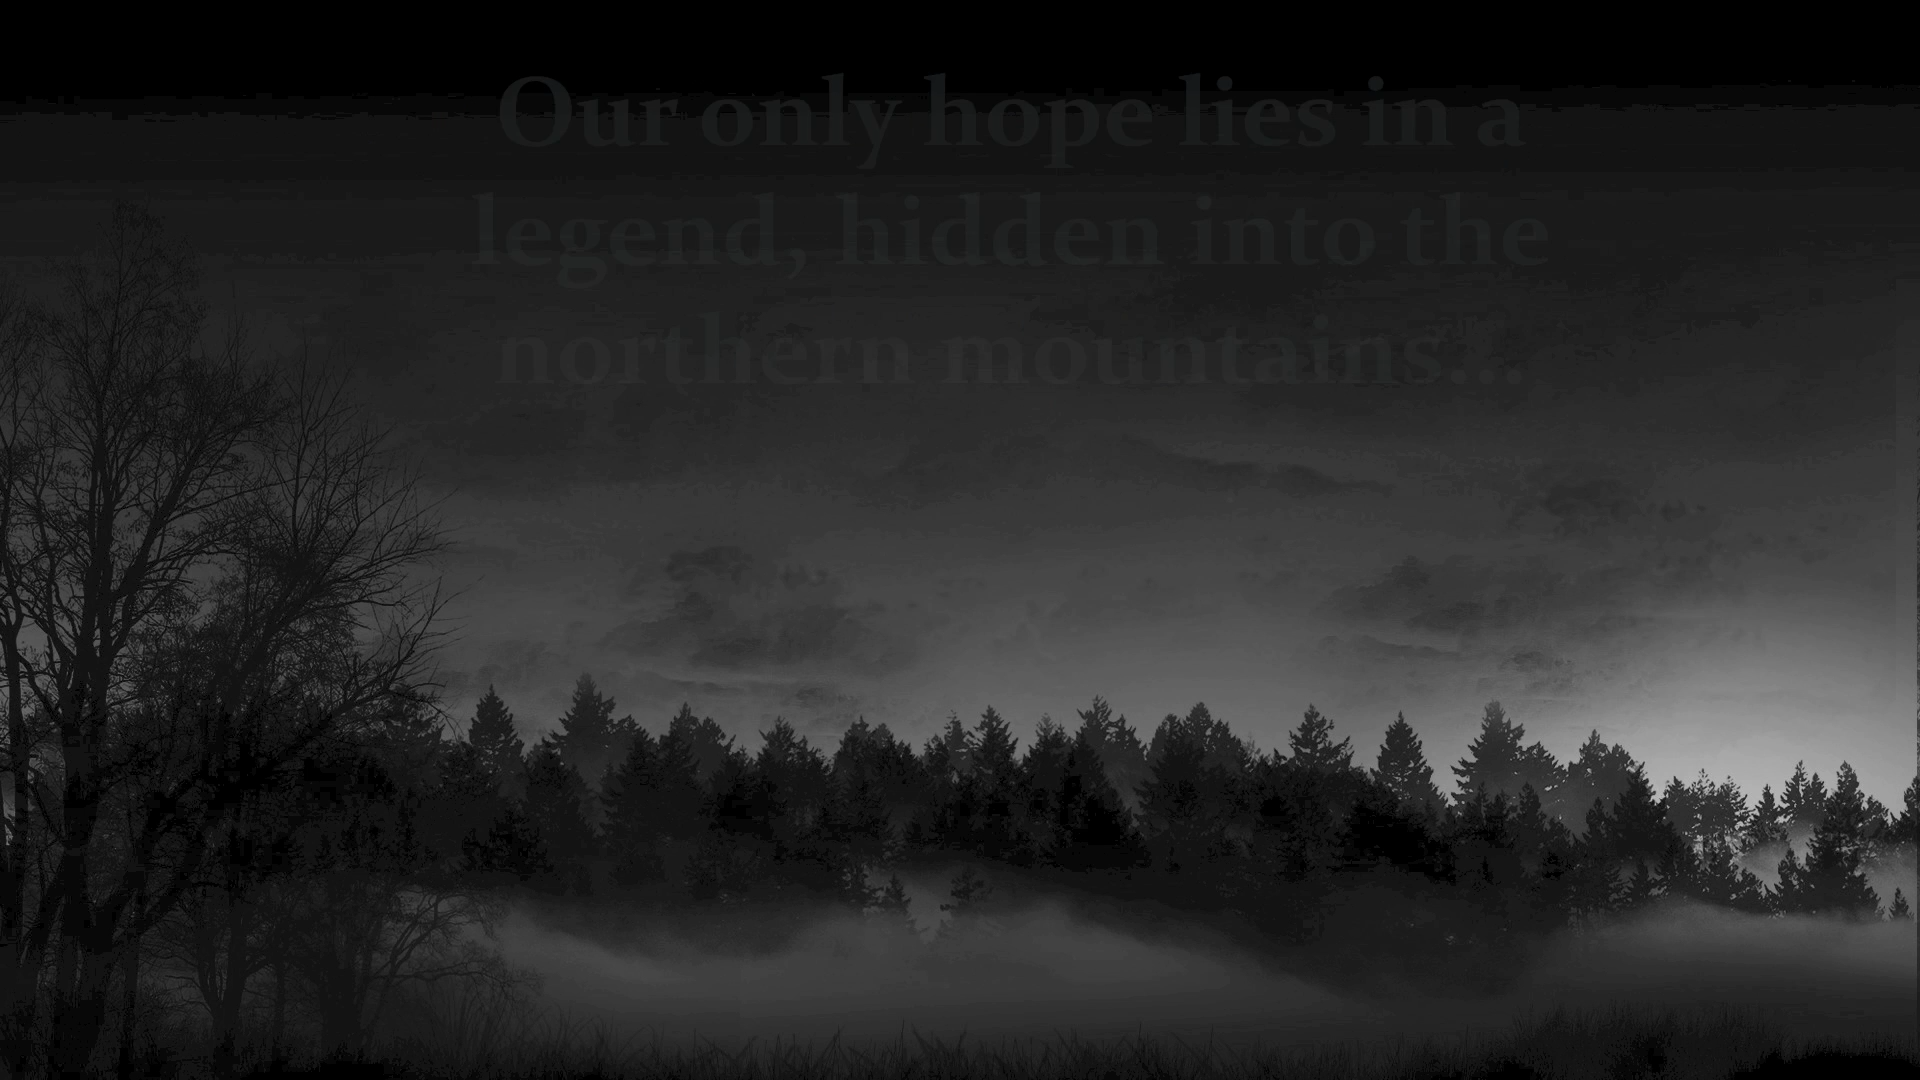 Our only hope lies in a
legend, hidden into the
northern mountains...